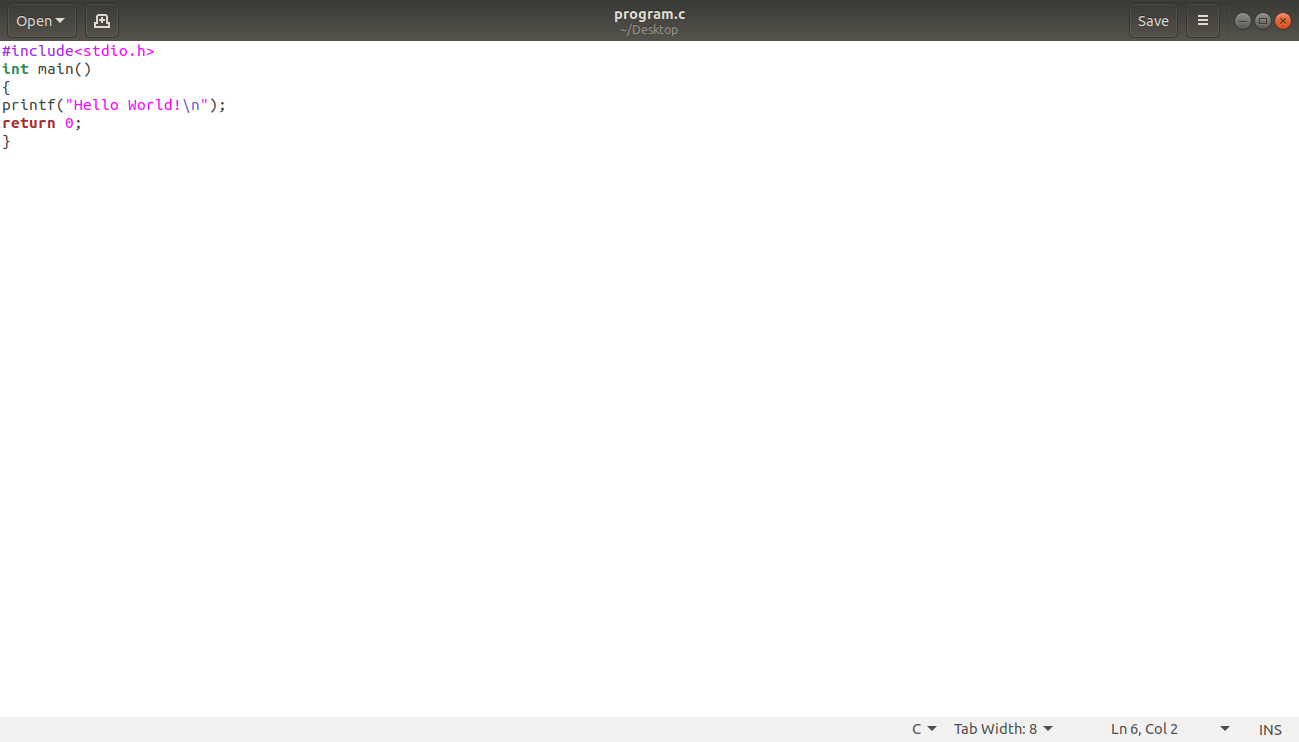 Open
program.c
~/Desktop
Save
#include<stdio.h>
int main()
{
printf("Hello World!\n");
return 0;
}
C Tab Width: 8 Ln 6, Col 2 INS